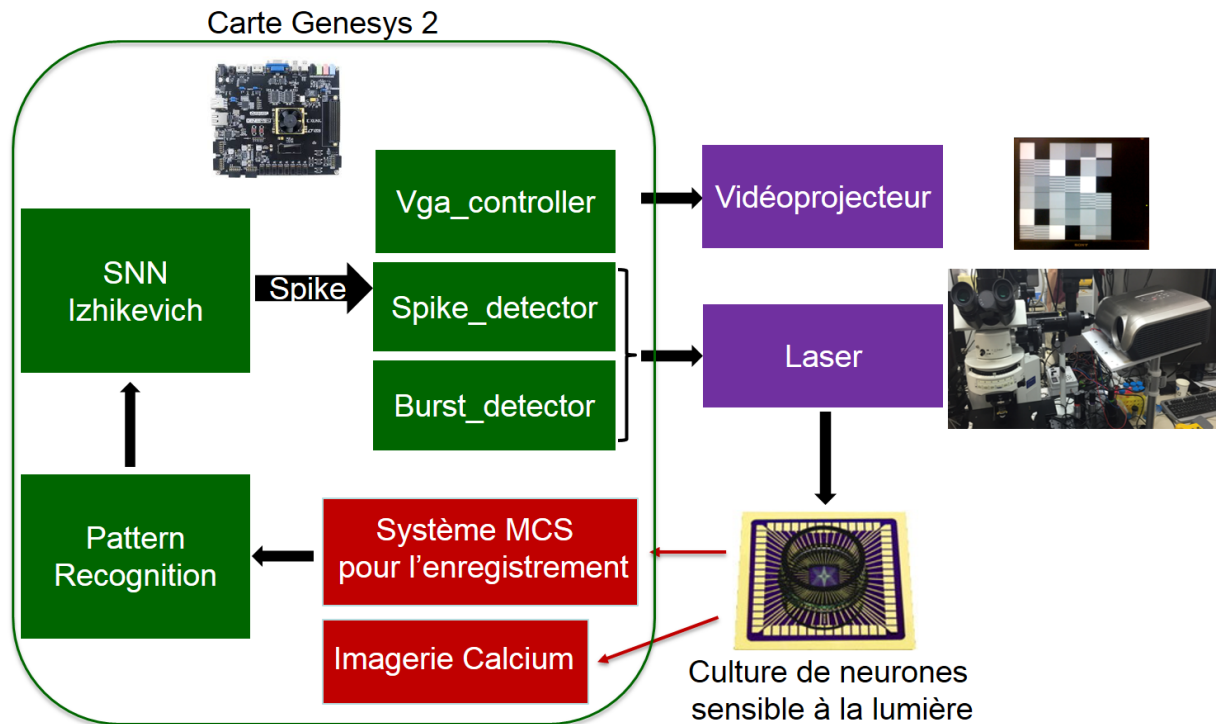 Carte Genesys 2
Vga_controller
Vidéoprojecteur
SNN
Izhikevich
Spike
Spike_detector
Laser
Burst_detector
Pattern
Recognition
Système MCS
pour l’enregistrement
Imagerie Calcium
Culture de neurones
sensible à la lumière